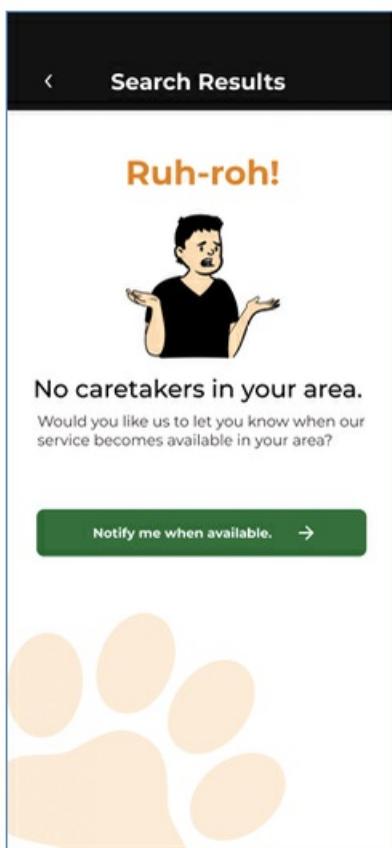 Search Results
Ruh-roh!
No caretakers in your area.
Would you like us to let you know when our
service becomes available in your area?
Notify me when available.